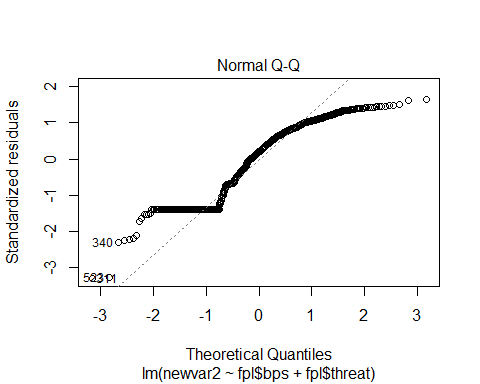 Normal Q-Q
Standardized residuals
2
1
0
-1
-2
-3
340
311
-3 -2 -1 0 1 2 3
Theoretical Quantiles
lm(newvar2 ~ fpl$bps + fpl$threat)